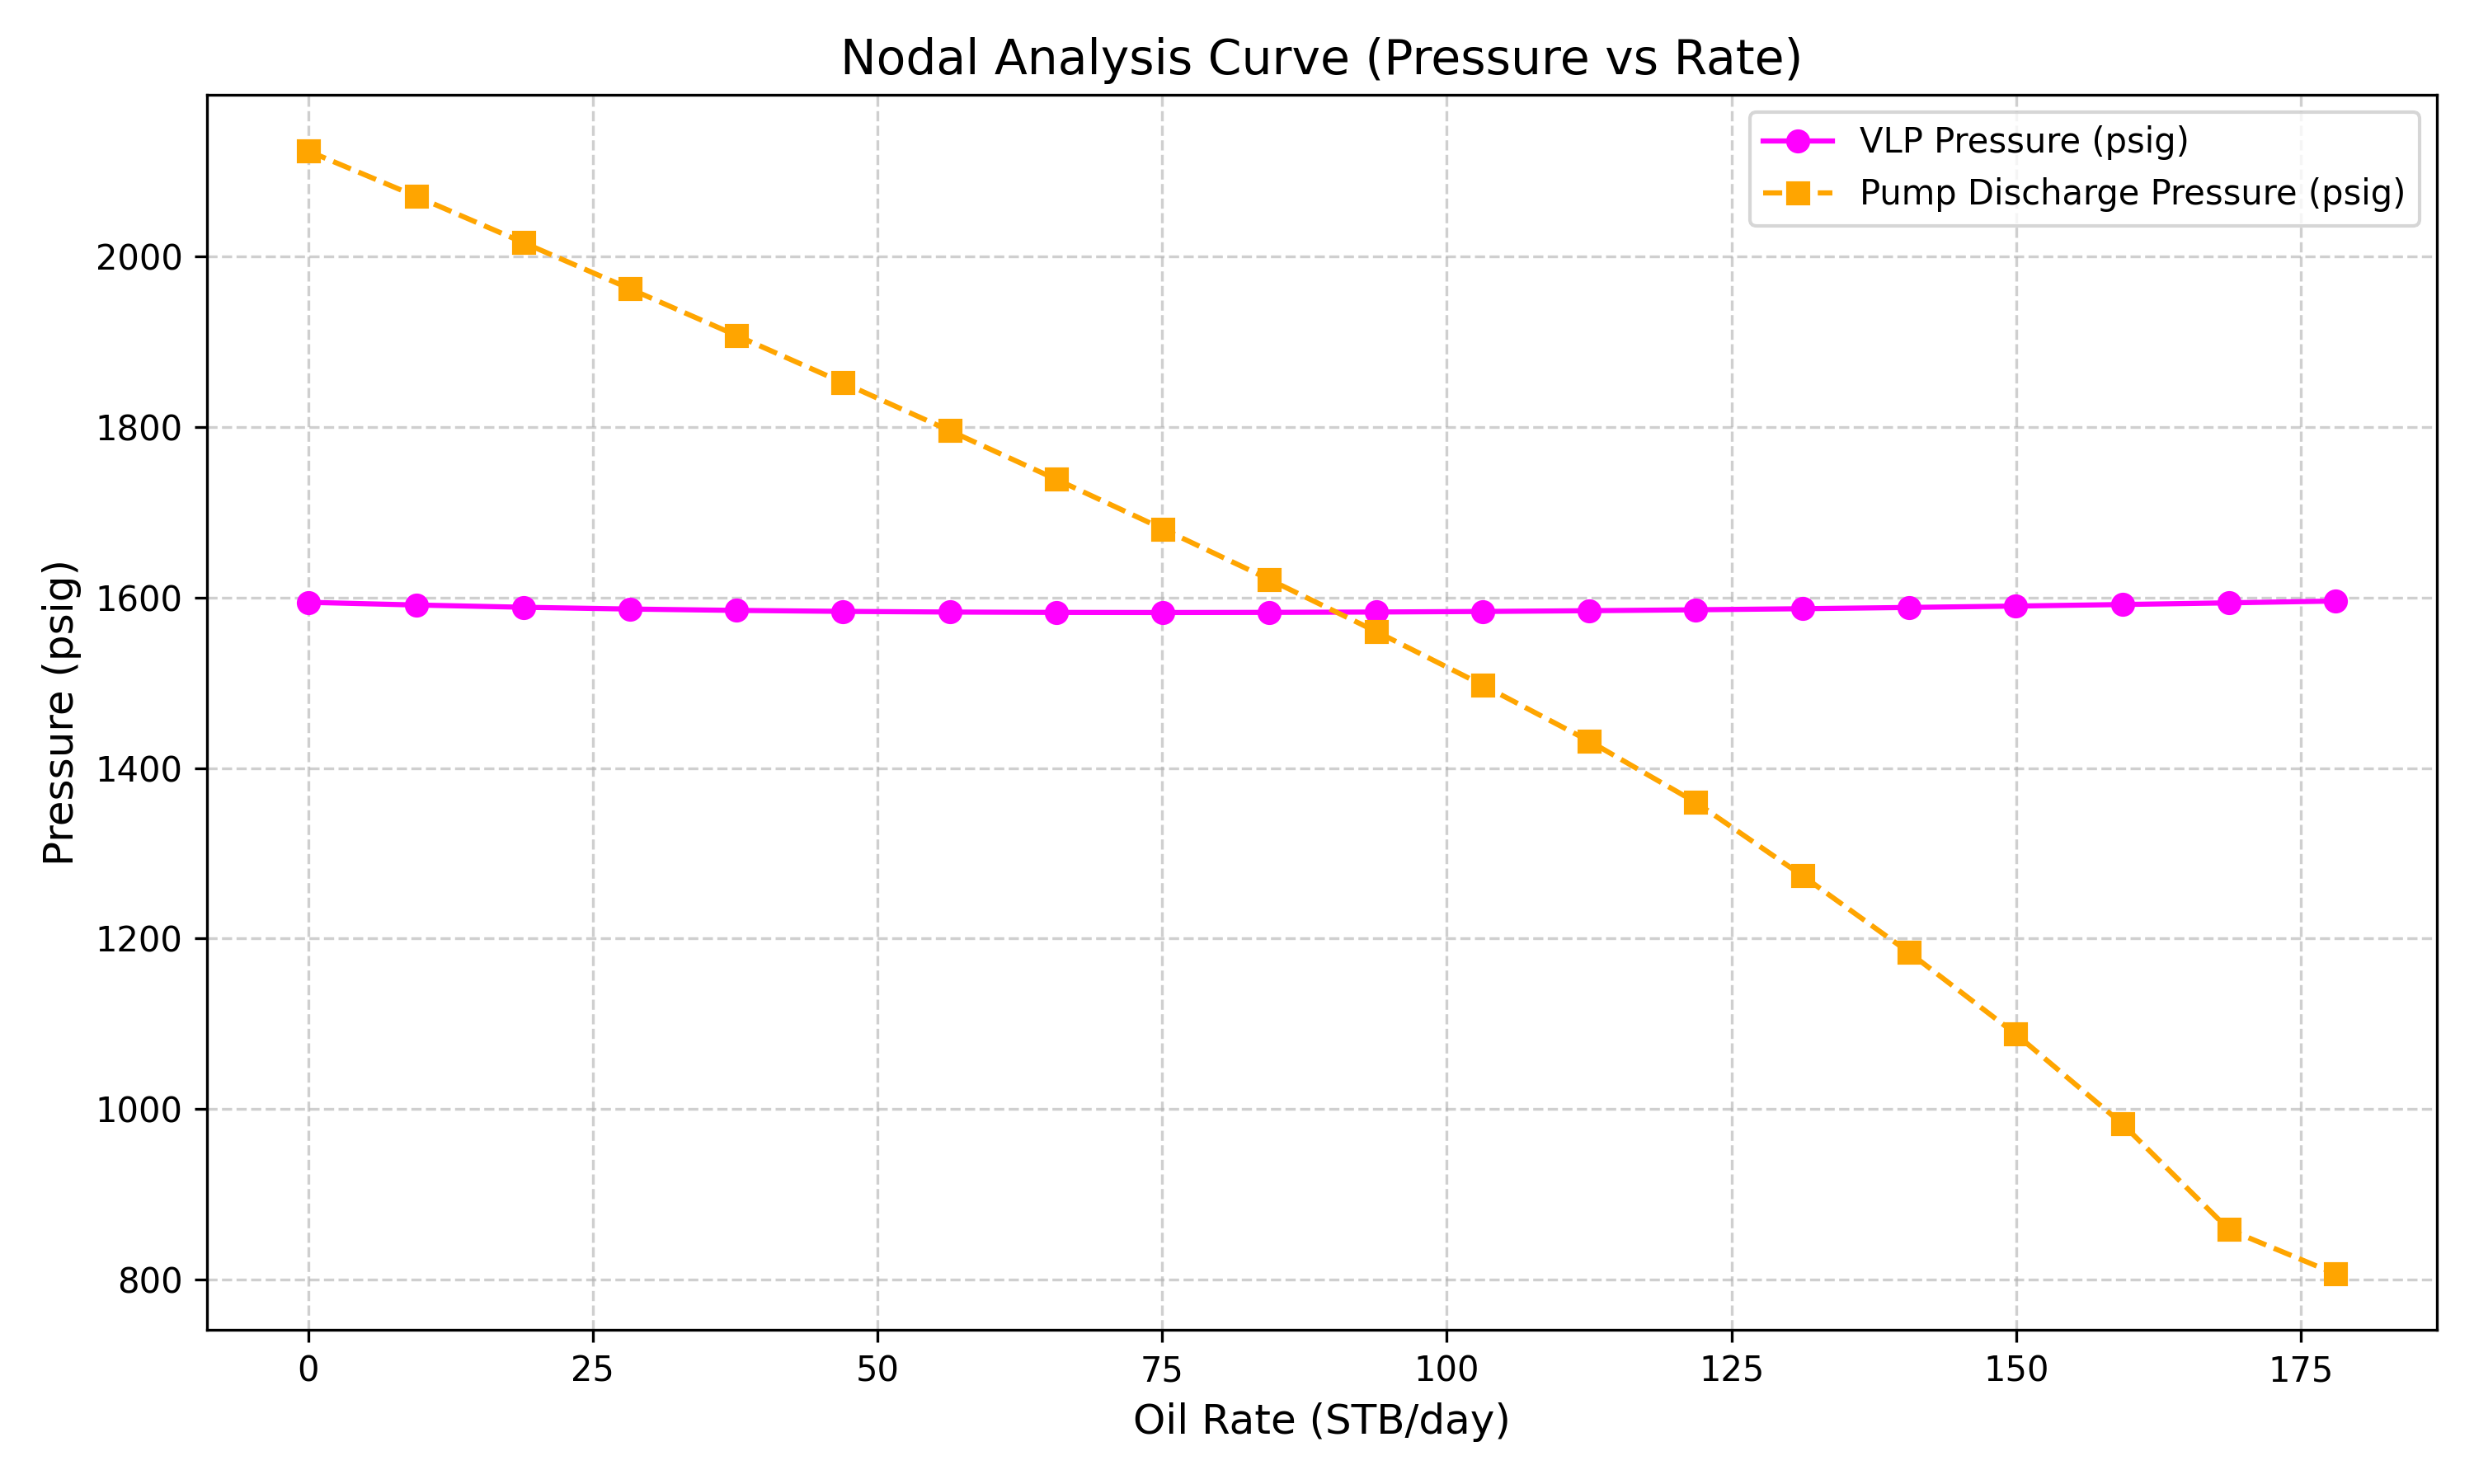 Nodal Analysis Curve (Pressure vs Rate)
VLP Pressure (psig)
Pump Discharge Pressure (psig)
Pressure (psig)
2000
1800
1600
1400
1200
1000
800
0 25 50 75 100 125 150 175
Oil Rate (STB/day)